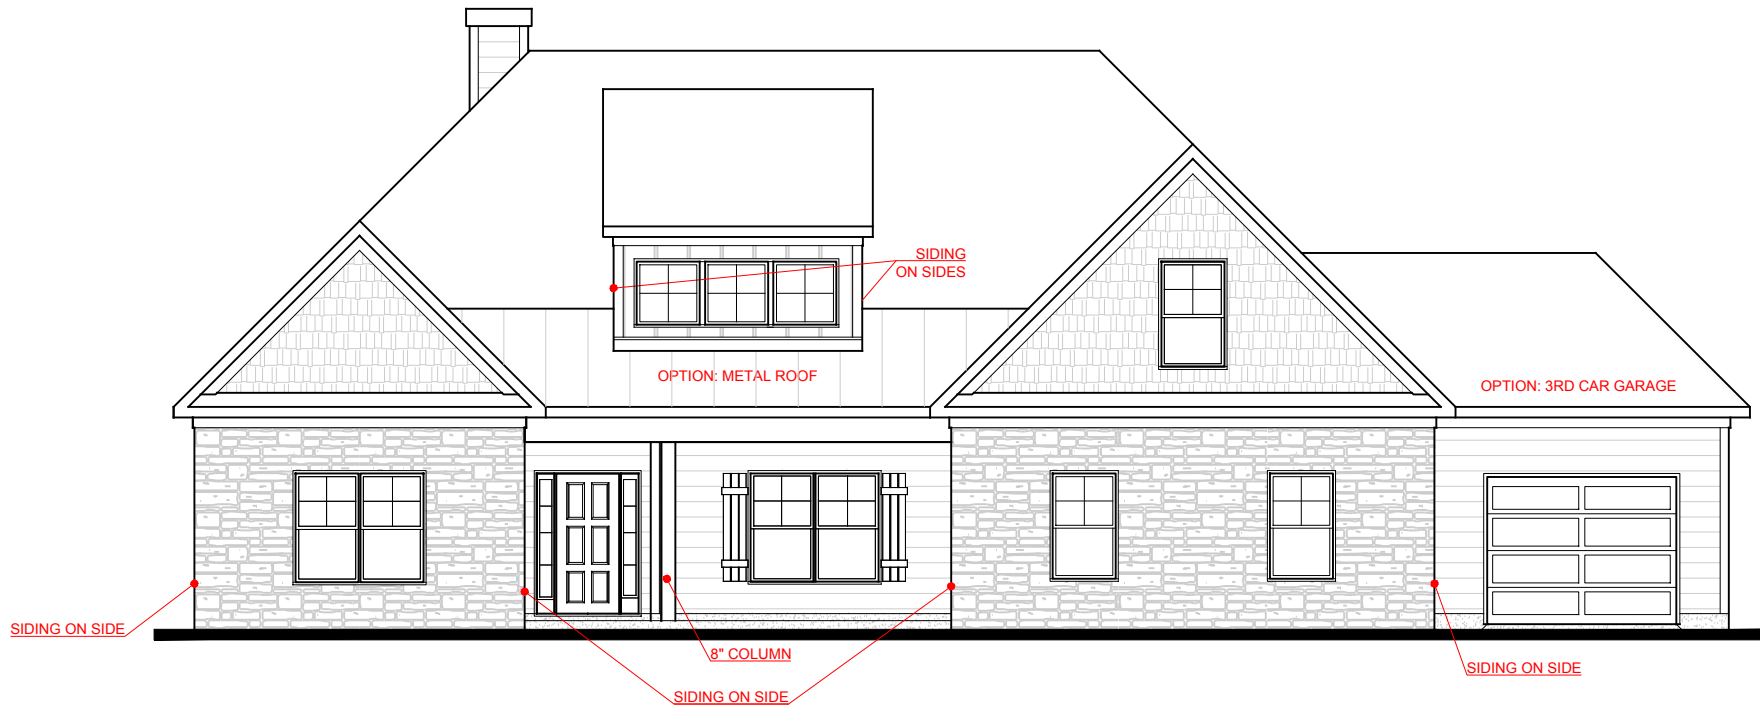 SIDING
ON SIDES
OPTION: METAL ROOF
OPTION: 3RD CAR GARAGE
SIDING ON SIDE
8" COLUMN
SIDING ON SIDE
SIDING ON SIDE